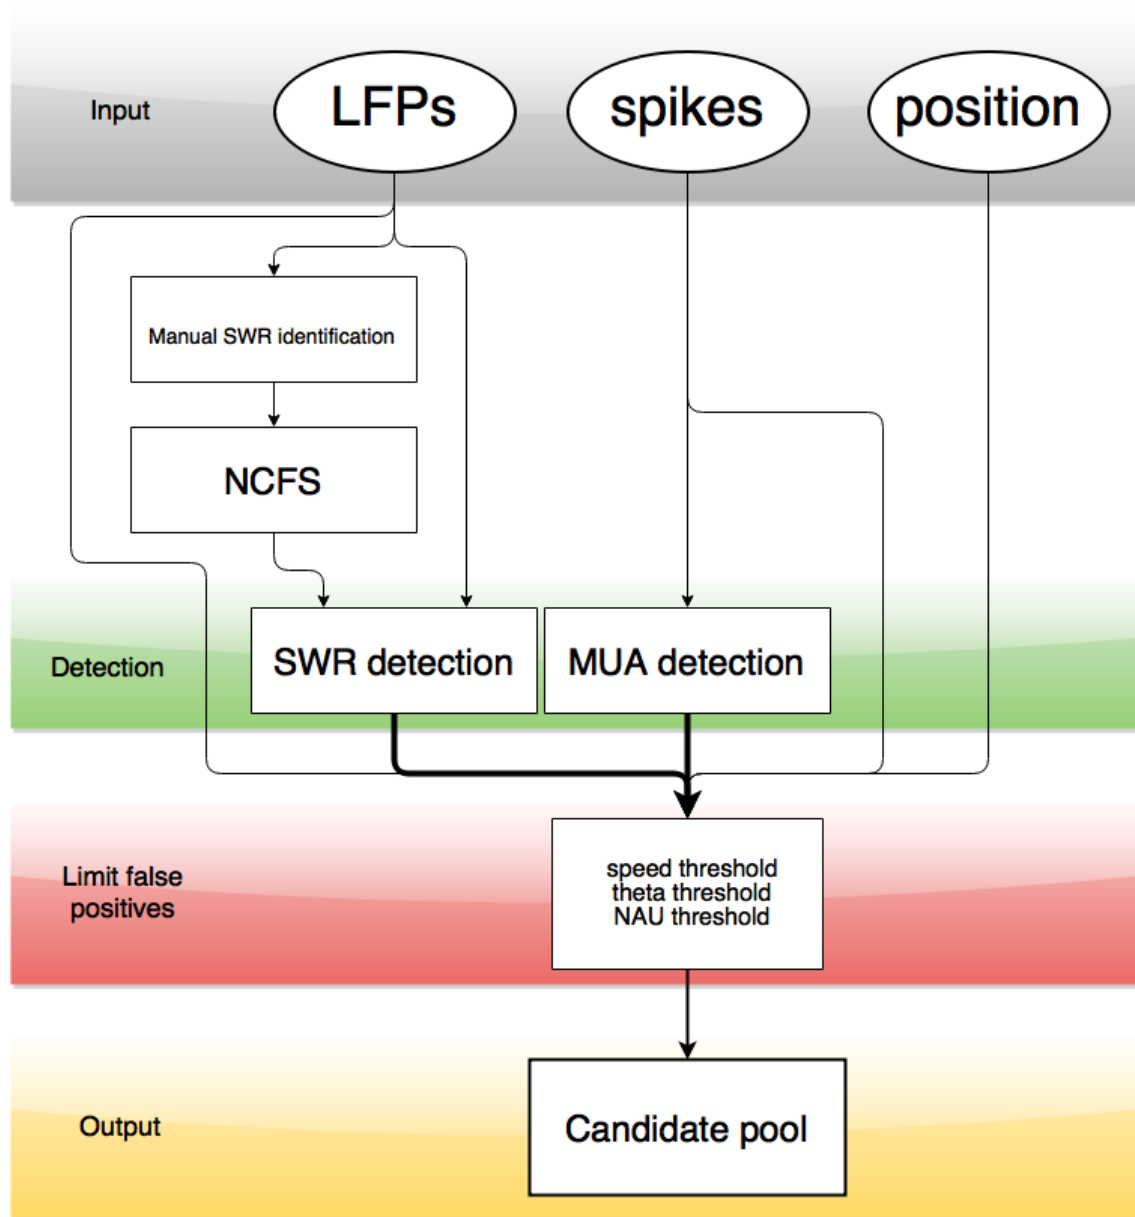 Input
LFPs
spikes
position
Manual SWR identification
NCFS
Detection
SWR detection
MUA detection
Limit false
positives
speed threshold
theta threshold
NAU threshold
Output
Candidate pool